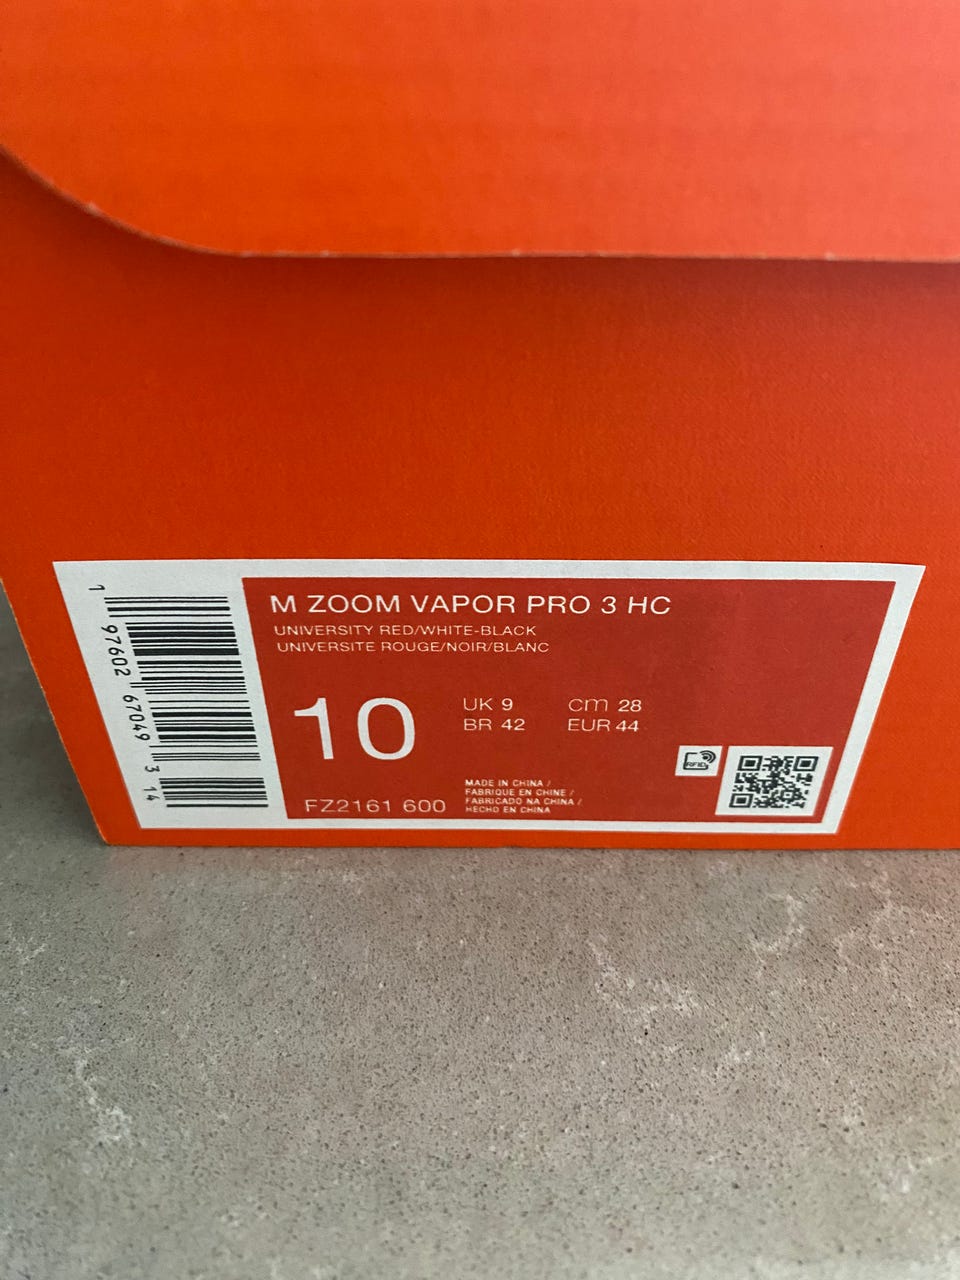 1 97602 67049 3 14
M ZOOM VAPOR PRO 3 HC
UNIVERSITY RED/WHITE-BLACK
UNIVERSITE ROUGE/NOIR/BLANC
10
UK 9 cm 28
BR 42 EUR 44
FZ2161 600
MADE IN CHINA /
FABRIQUE EN CHINE /
FABRICADO NA CHINA /
HECHO EN CHINA
RFID